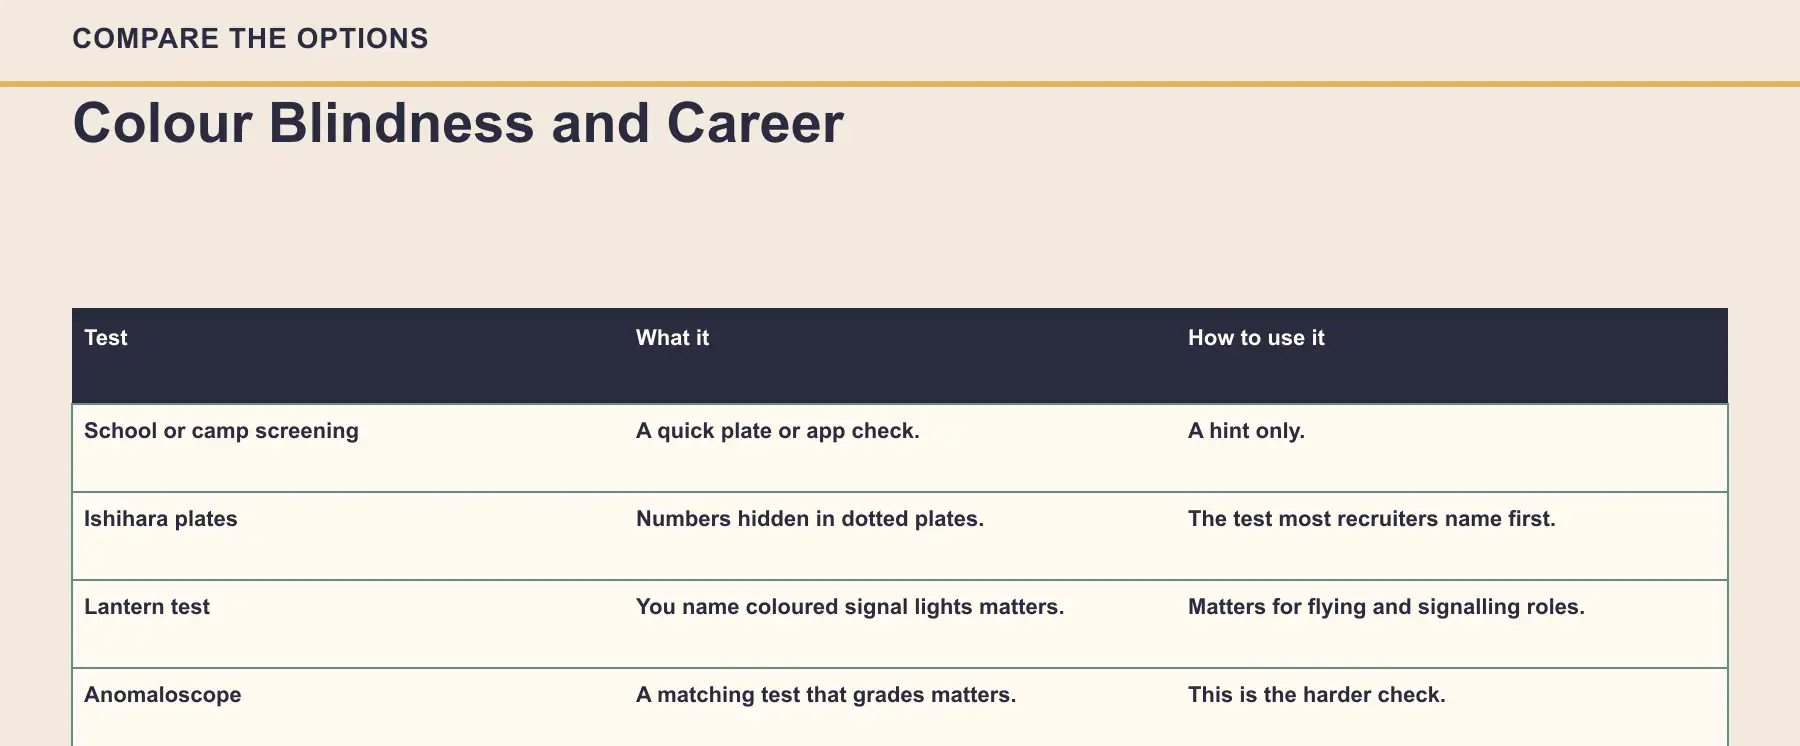 COMPARE THE OPTIONS
Colour Blindness and Career
Test What it How to use it
School or camp screening A quick plate or app check. A hint only.
Ishihara plates Numbers hidden in dotted plates. The test most recruiters name first.
Lantern test You name coloured signal lights matters. Matters for flying and signalling roles.
Anomaloscope A matching test that grades matters. This is the harder check.